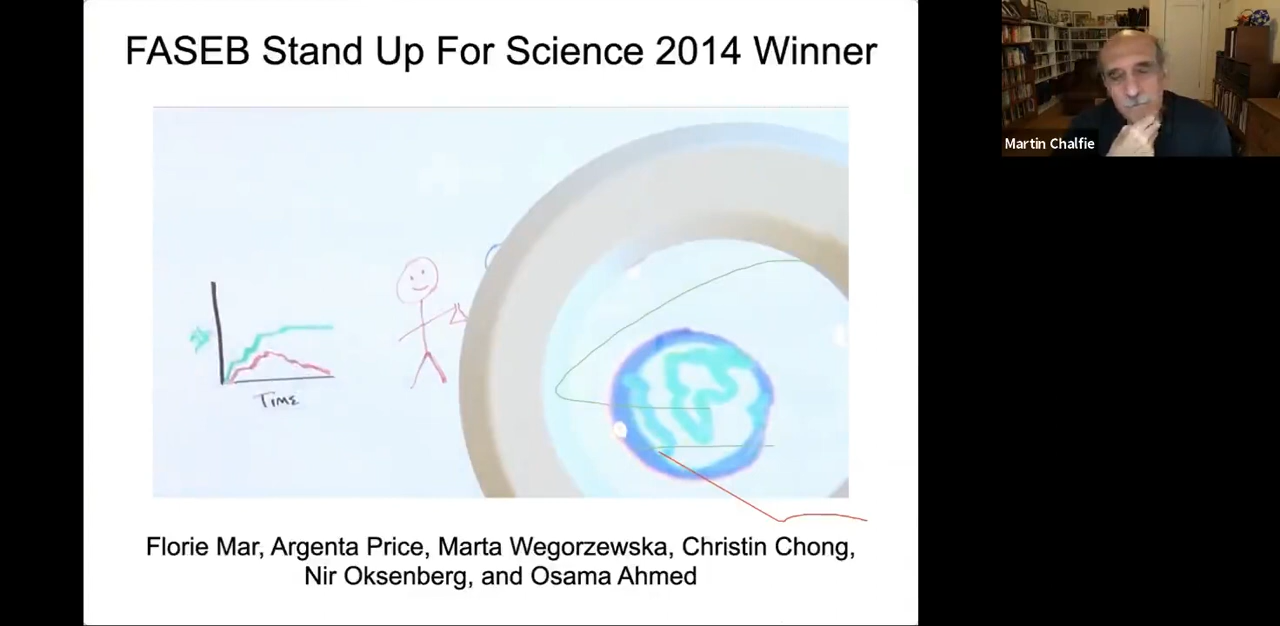 FASEB Stand Up For Science 2014 Winner
Martin Chalfie
TIME
Florie Mar, Argenta Price, Marta Wegorzewska, Christin Chong,
Nir Oksenberg, and Osama Ahmed